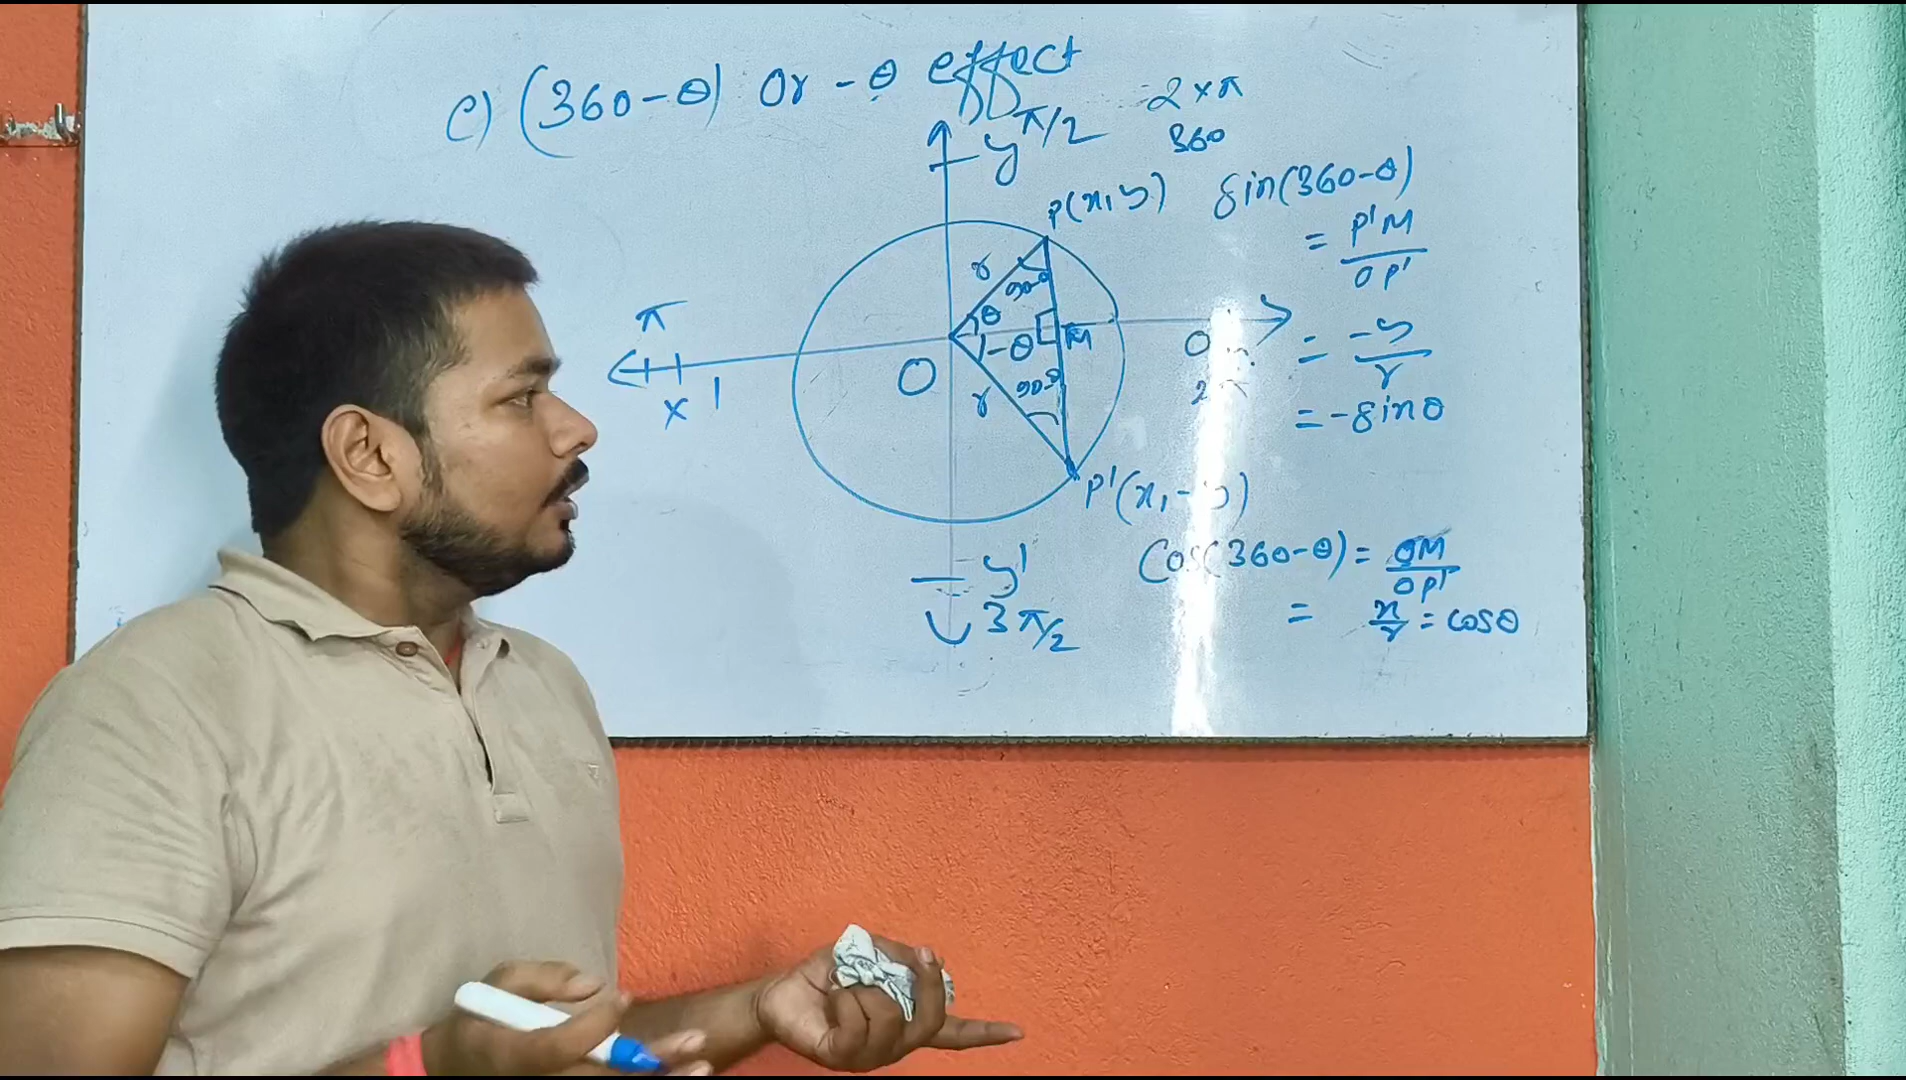 c) (360-θ) Or -θ effect
2×π
360
π/2
y
P(x,y)
sin(360-θ)
= P'M
OP'
= -y
r
= -sinθ
r
90-θ
θ
-θ
M
O
r
90-θ
π
x'
0
P'(x,-y)
y'
3π/2
Cos(360-θ) = OM
OP'
= x/r = cosθ